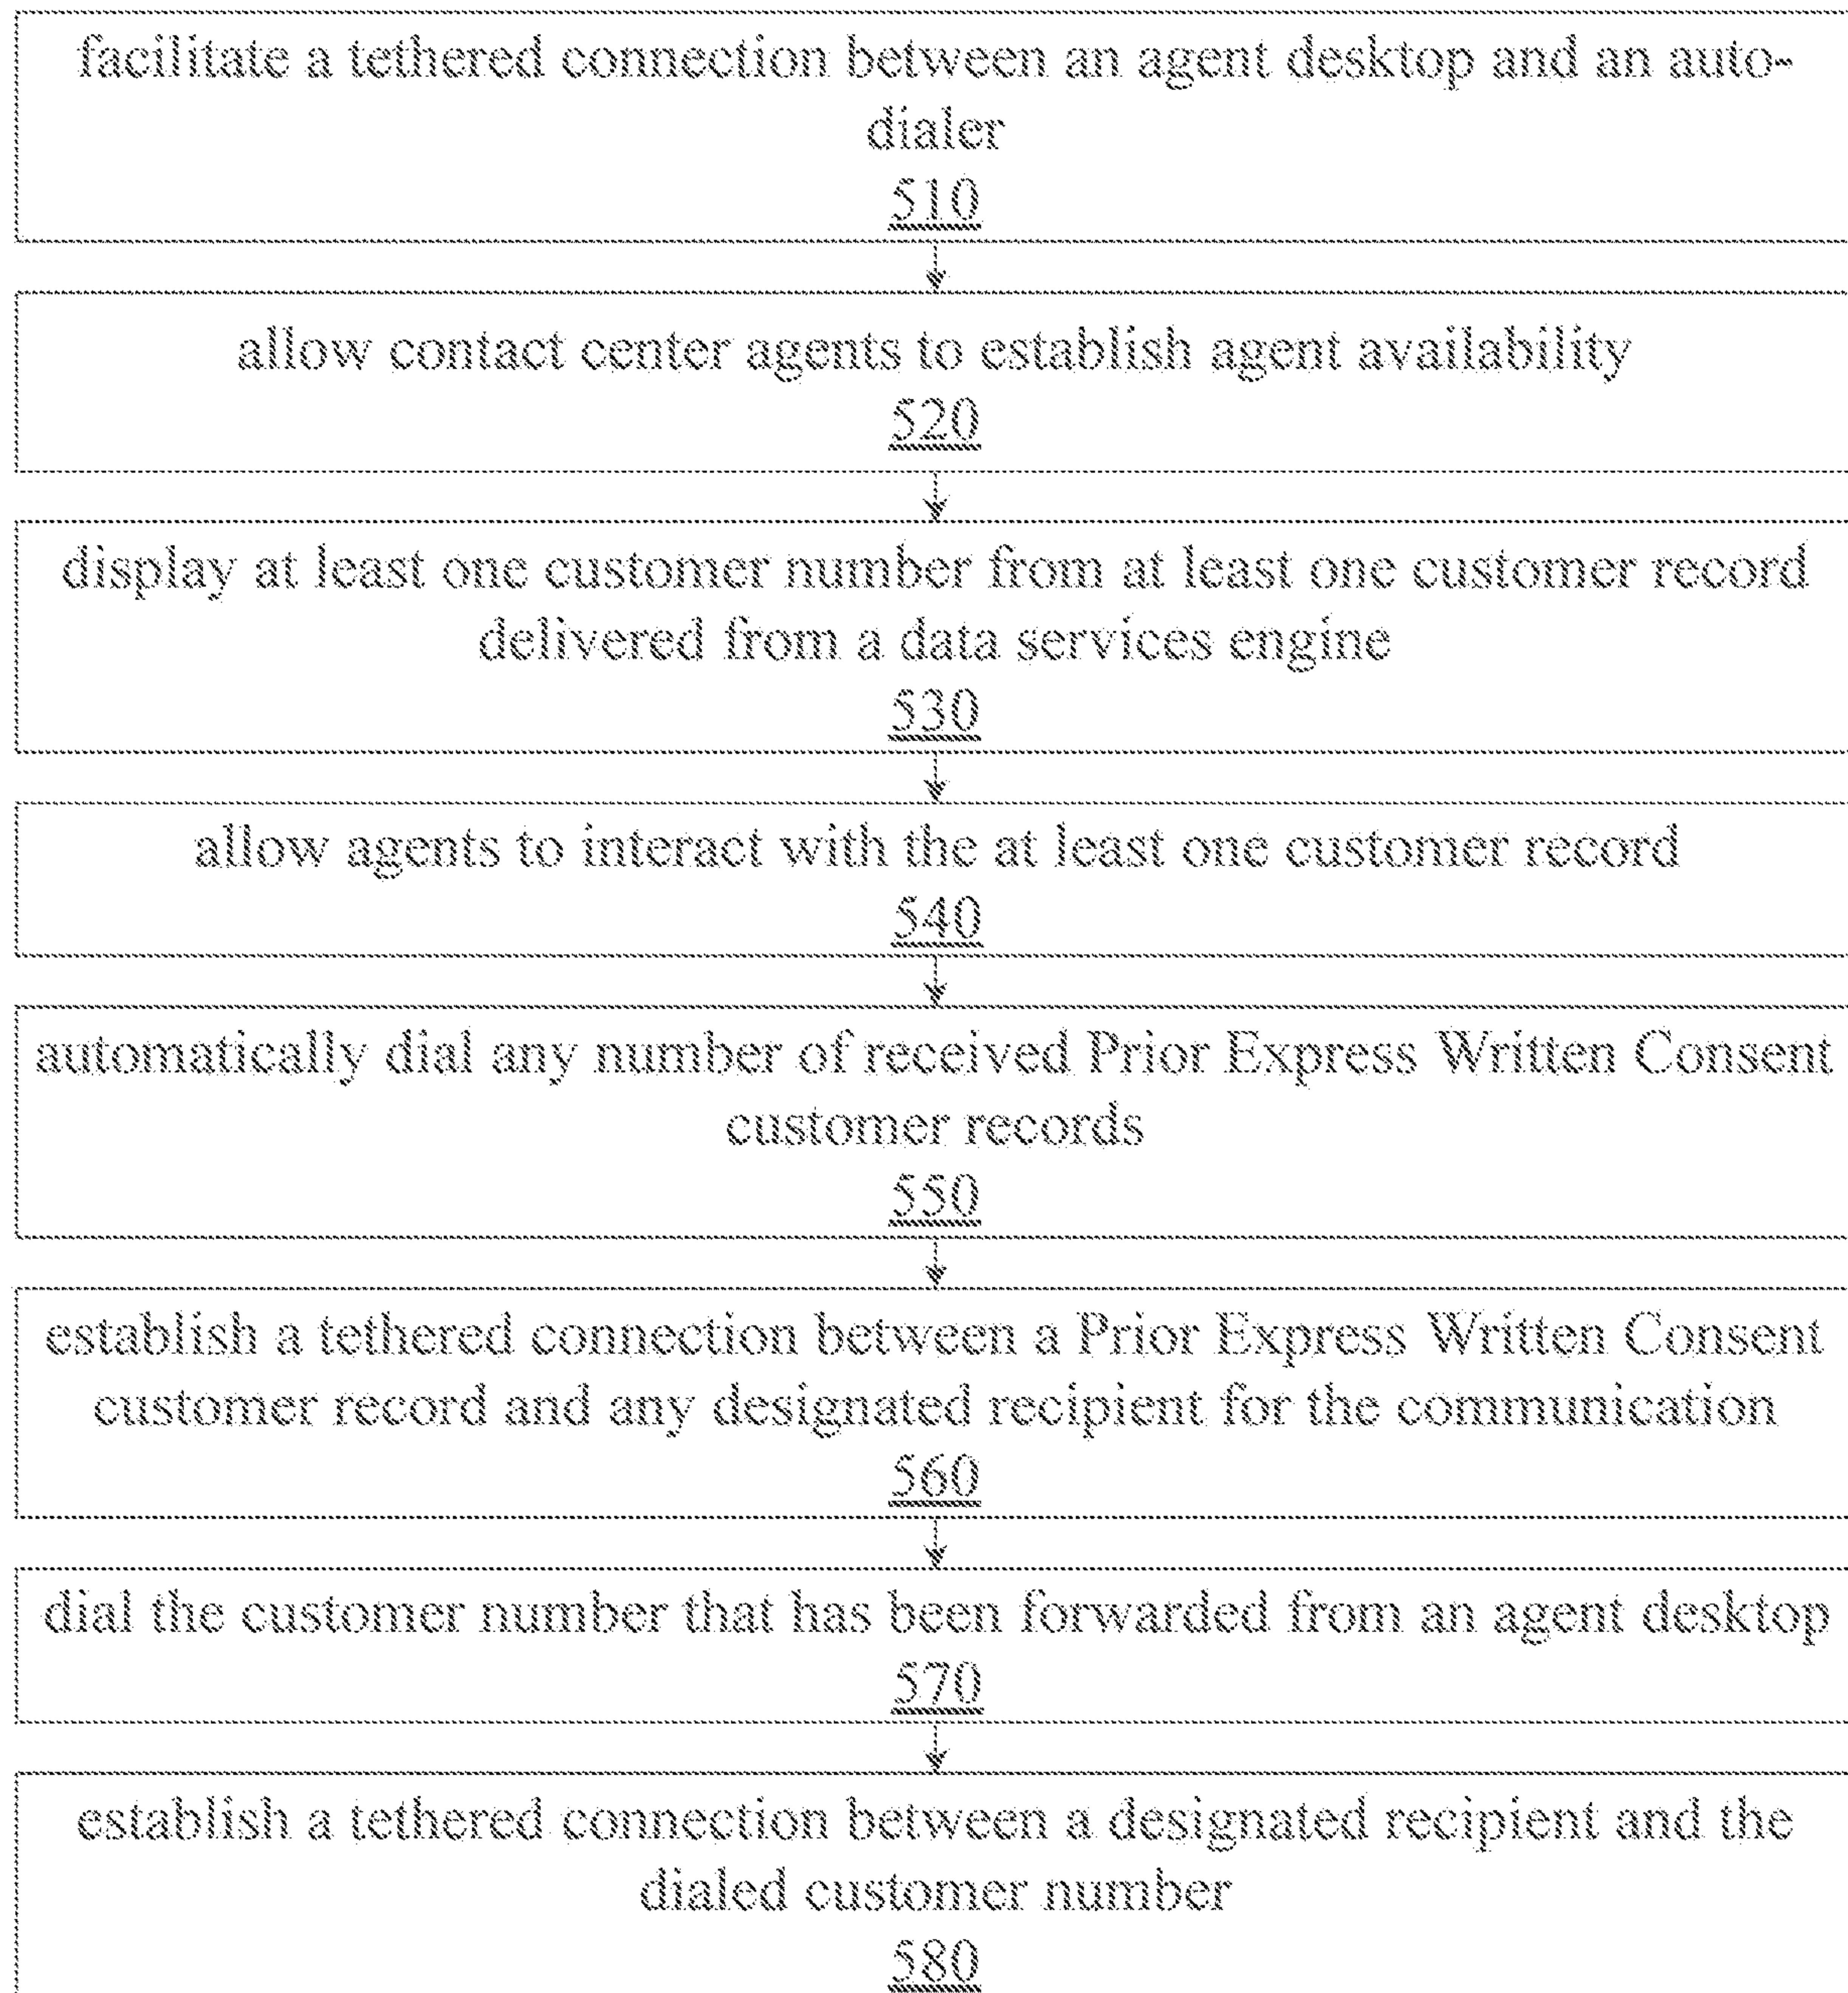 facilitate a tethered connection between an agent desktop and an auto-
dialer
510
allow contact center agents to establish agent availability
520
display at least one customer number from at least one customer record
delivered from a data services engine
530
allow agents to interact with the at least one customer record
540
automatically dial any number of received Prior Express Written Consent
customer records
550
establish a tethered connection between a Prior Express Written Consent
customer record and any designated recipient for the communication
560
dial the customer number that has been forwarded from an agent desktop
570
establish a tethered connection between a designated recipient and the
dialed customer number
580